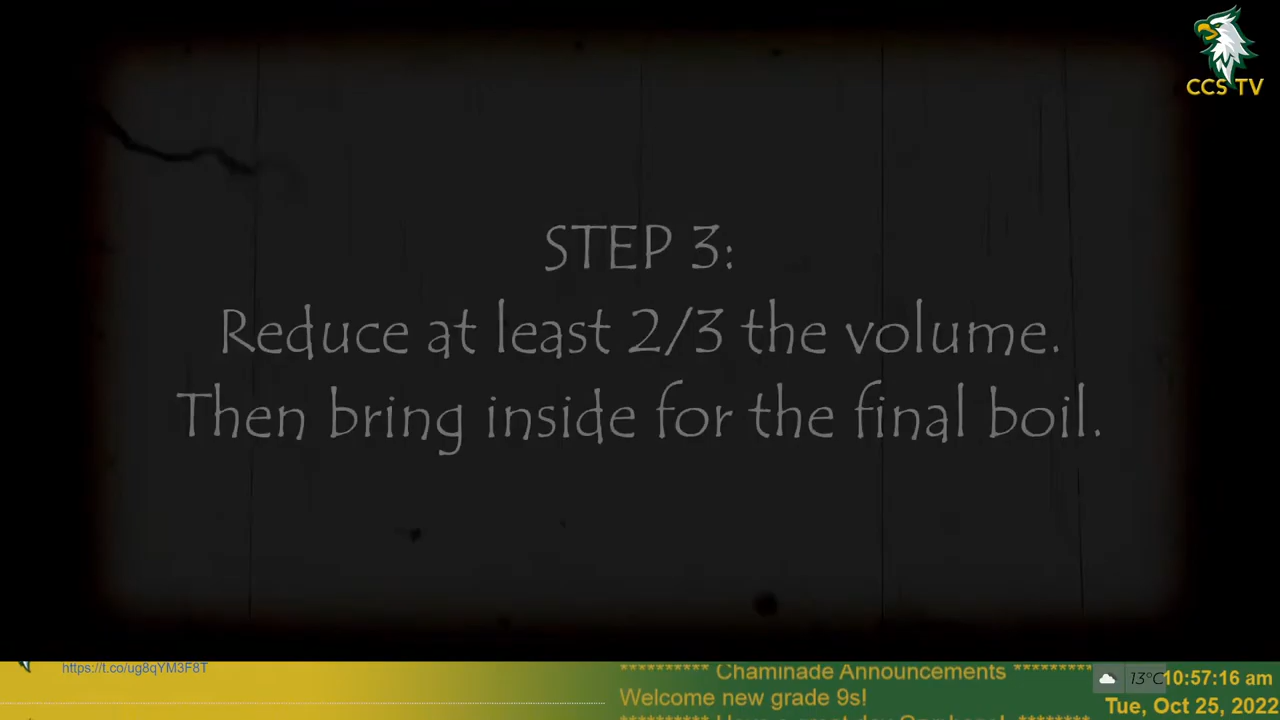 CCS TV
STEP 3:
Reduce at least 2/3 the volume.
Then bring inside for the final boil.
https://t.co/ug8qYM3F8T
********** Chaminade Announcements *********
13°C
10:57:16 am
Welcome new grade 9s!
Tue, Oct 25, 2022